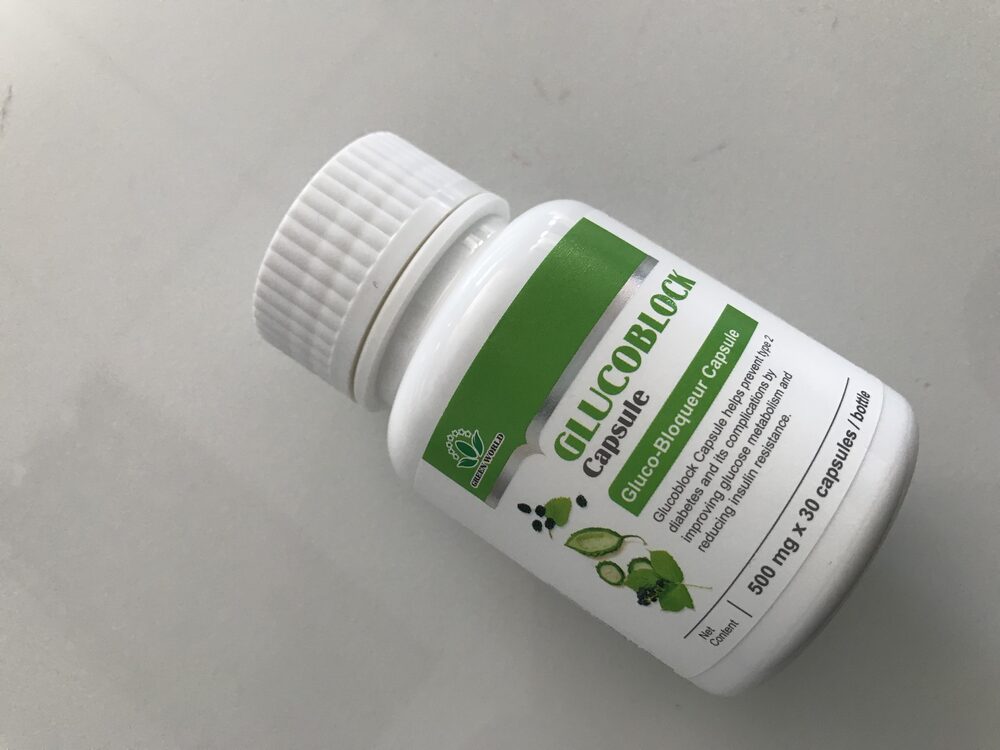 GREEN WORLD
GLUCOBLOCK
Capsule
Gluco-Bloqueur Capsule
Glucoblock Capsule helps prevent type 2
diabetes and its complications by
improving glucose metabolism and
reducing insulin resistance.
Net
Content
500 mg x 30 capsules / bottle